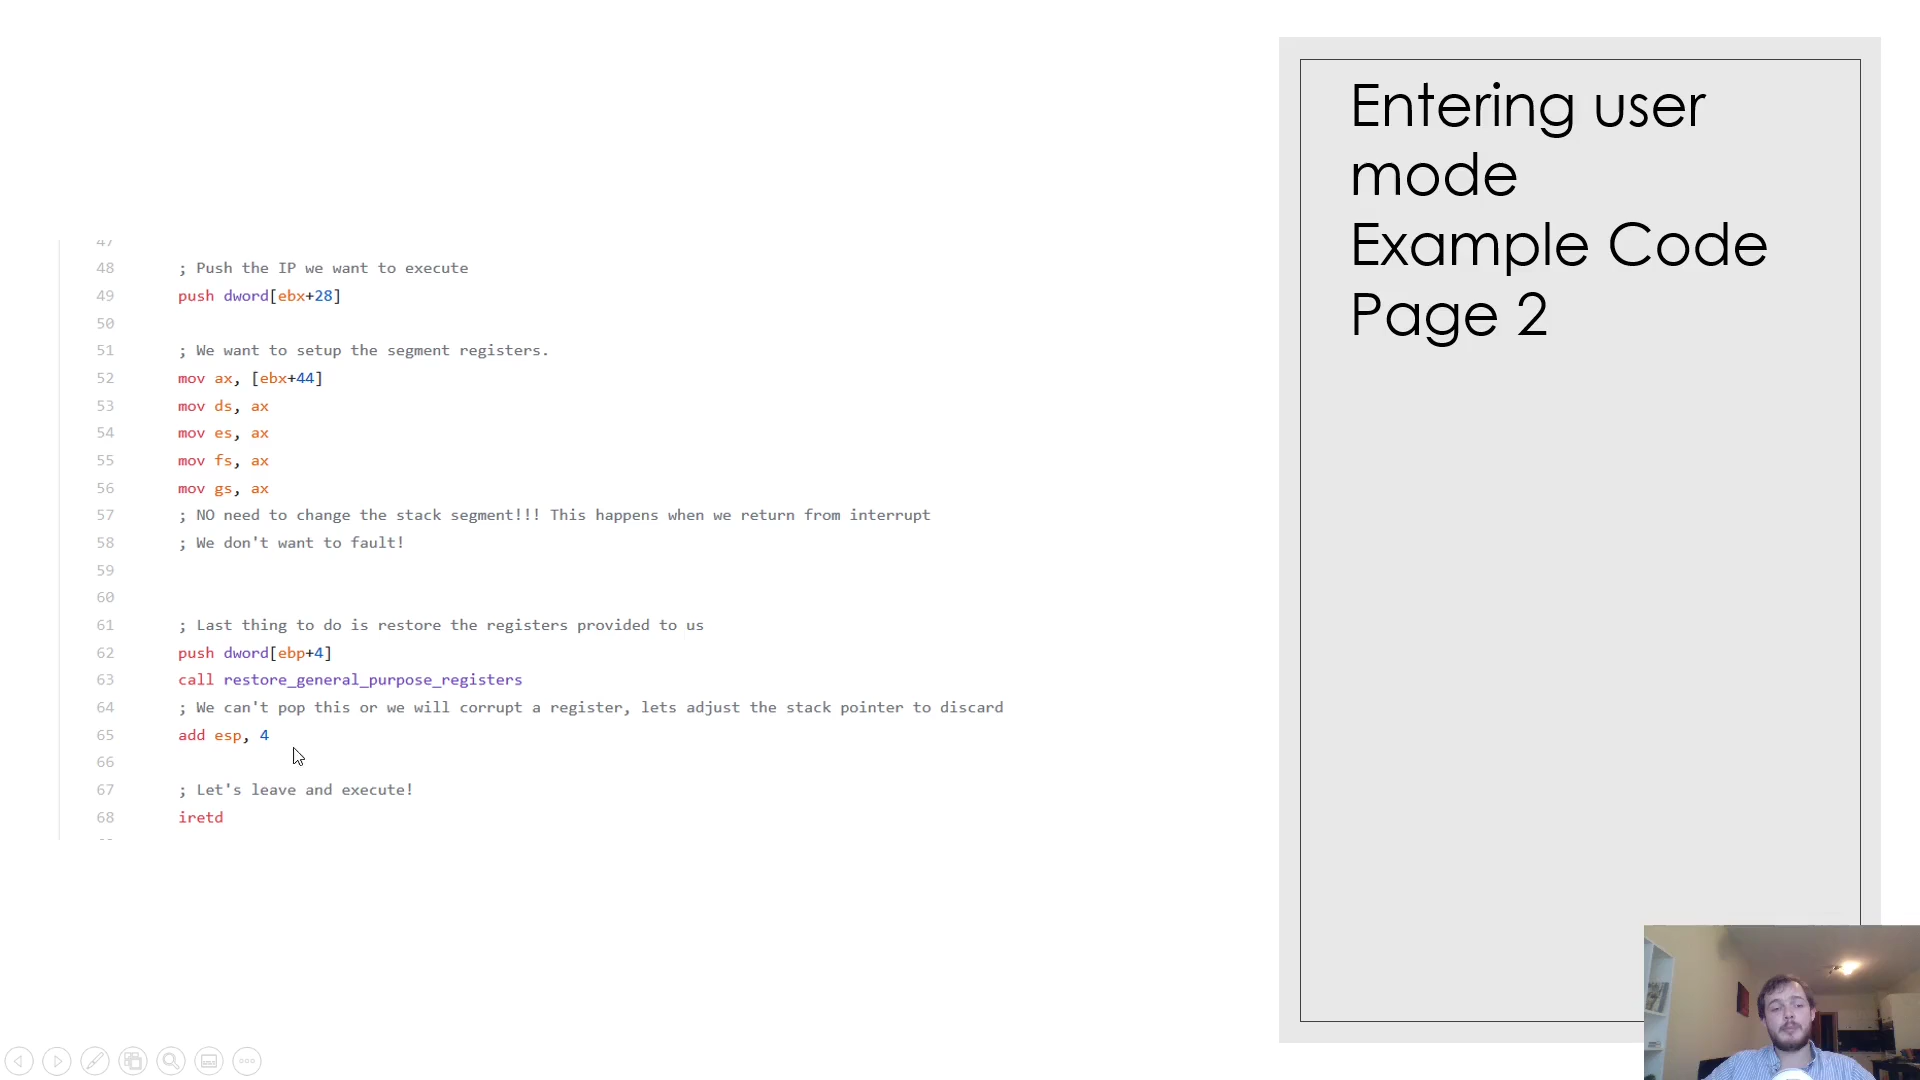 47
48 ; Push the IP we want to execute
49 push dword[ebx+28]
50
51 ; We want to setup the segment registers.
52 mov ax, [ebx+44]
53 mov ds, ax
54 mov es, ax
55 mov fs, ax
56 mov gs, ax
57 ; NO need to change the stack segment!!! This happens when we return from interrupt
58 ; We don't want to fault!
59
60
61 ; Last thing to do is restore the registers provided to us
62 push dword[ebp+4]
63 call restore_general_purpose_registers
64 ; We can't pop this or we will corrupt a register, lets adjust the stack pointer to discard
65 add esp, 4
66
67 ; Let's leave and execute!
68 iretd
Entering user
mode
Example Code
Page 2